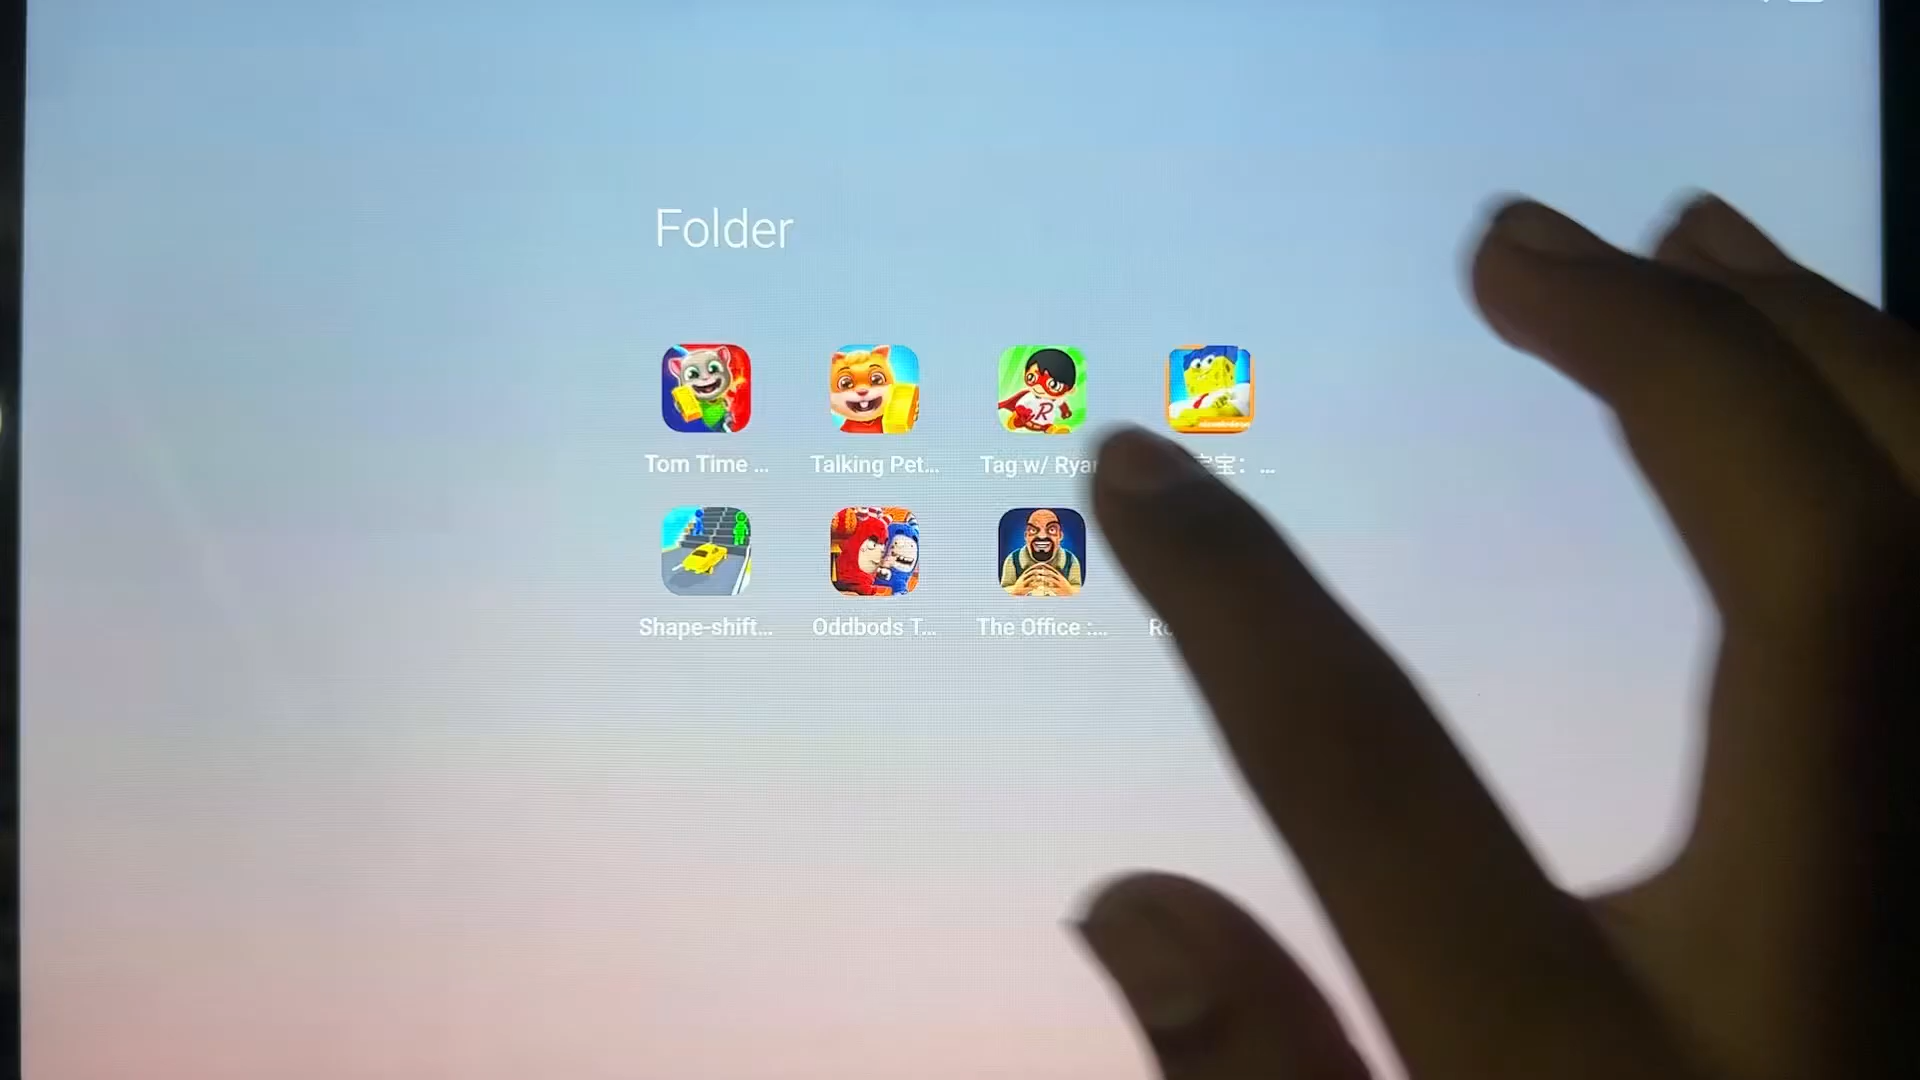 Folder
Tom Time ...
Talking Pet...
Tag w/ Rya
宝: ...
Shape-shift...
Oddbods T...
The Office :...